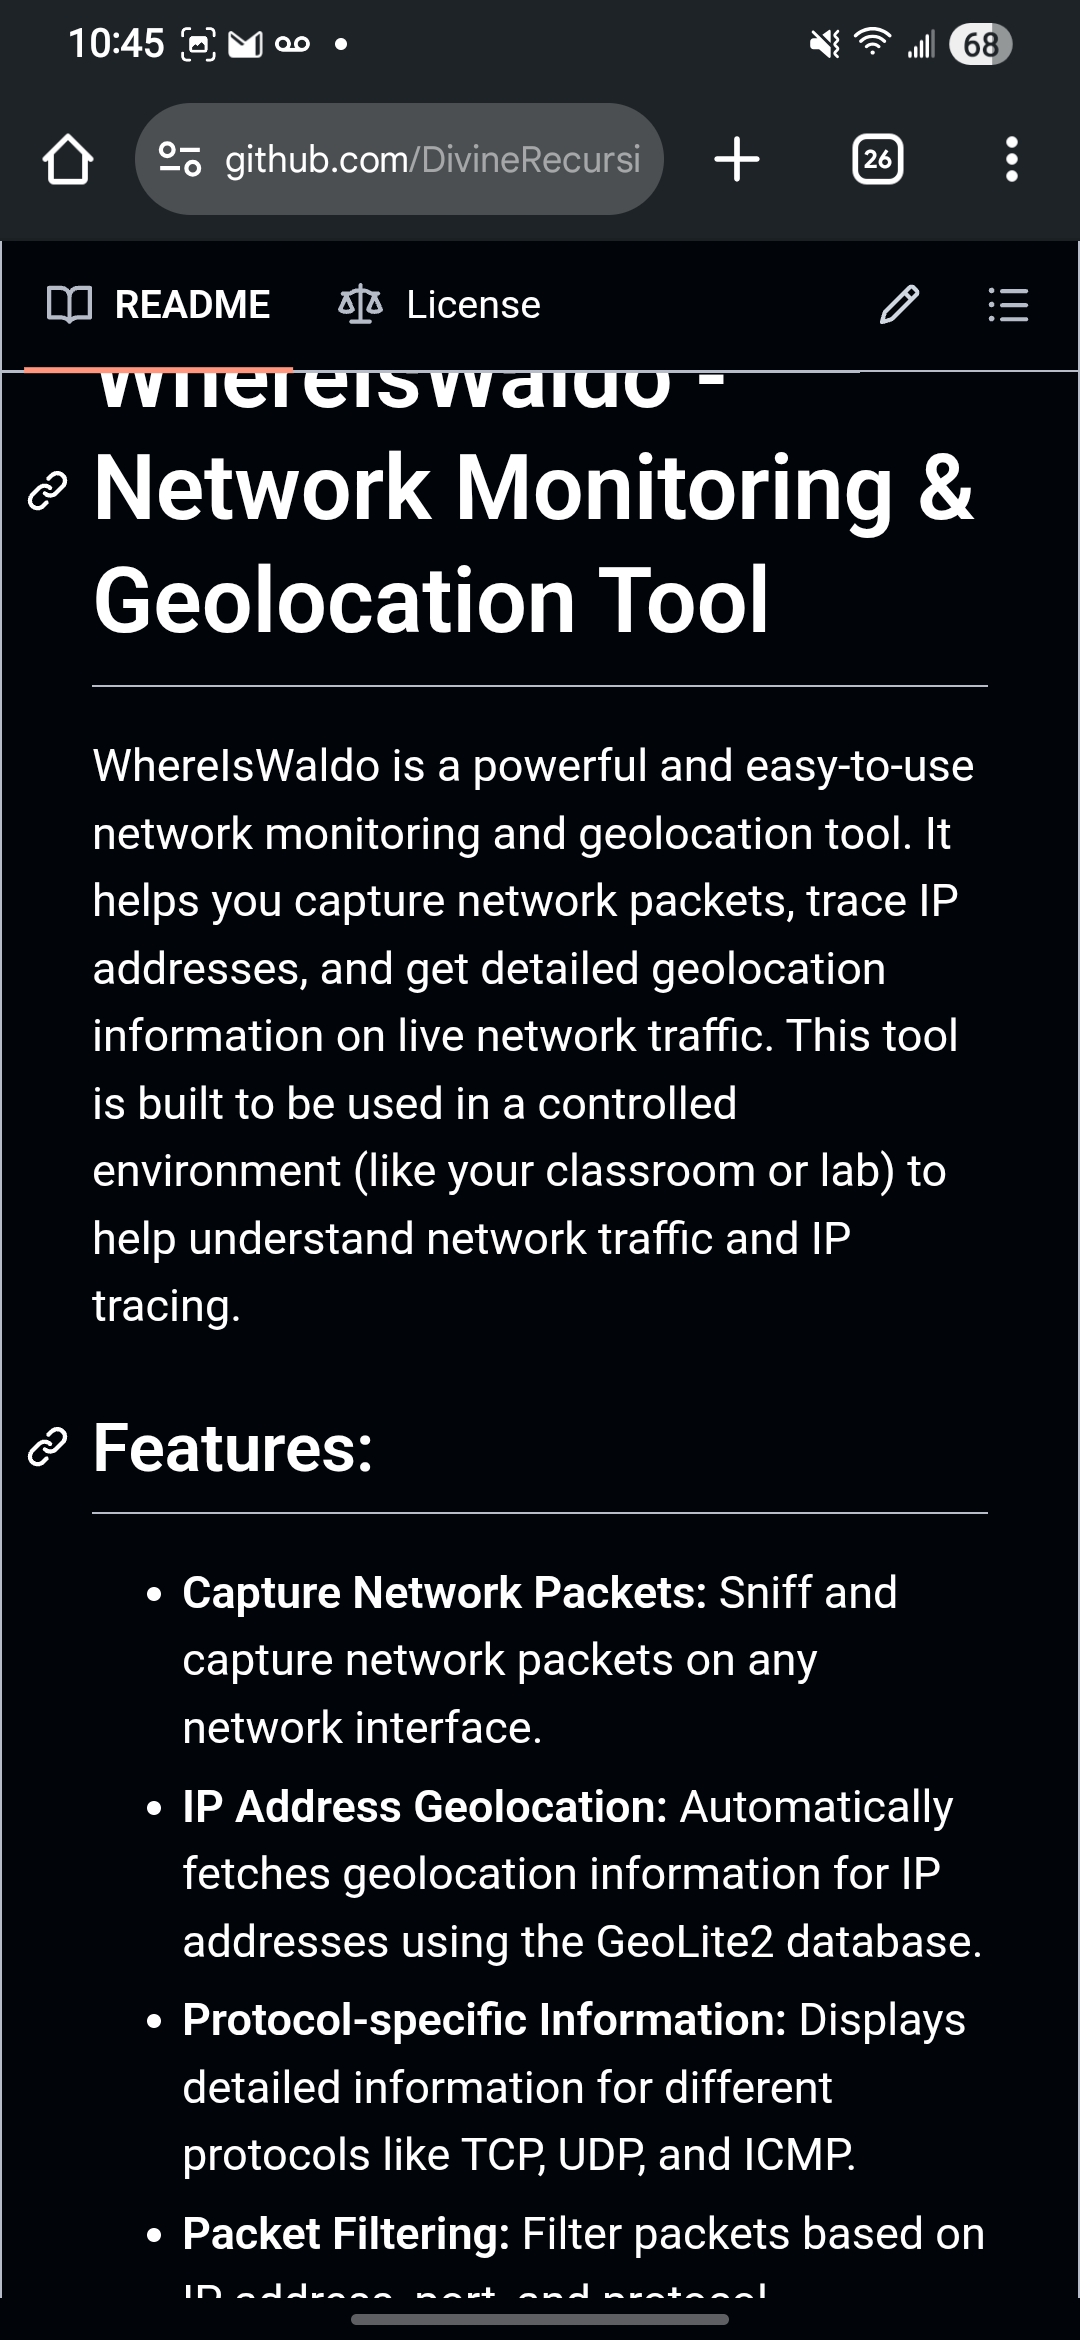 10:45
68
github.com/DivineRecursi
26
README
License
WhereIsWaldo -
Network Monitoring &
Geolocation Tool
WhereIsWaldo is a powerful and easy-to-use
network monitoring and geolocation tool. It
helps you capture network packets, trace IP
addresses, and get detailed geolocation
information on live network traffic. This tool
is built to be used in a controlled
environment (like your classroom or lab) to
help understand network traffic and IP
tracing.
Features:
• Capture Network Packets: Sniff and
capture network packets on any
network interface.
• IP Address Geolocation: Automatically
fetches geolocation information for IP
addresses using the GeoLite2 database.
• Protocol-specific Information: Displays
detailed information for different
protocols like TCP, UDP, and ICMP.
• Packet Filtering: Filter packets based on
IP address, port, and protocol